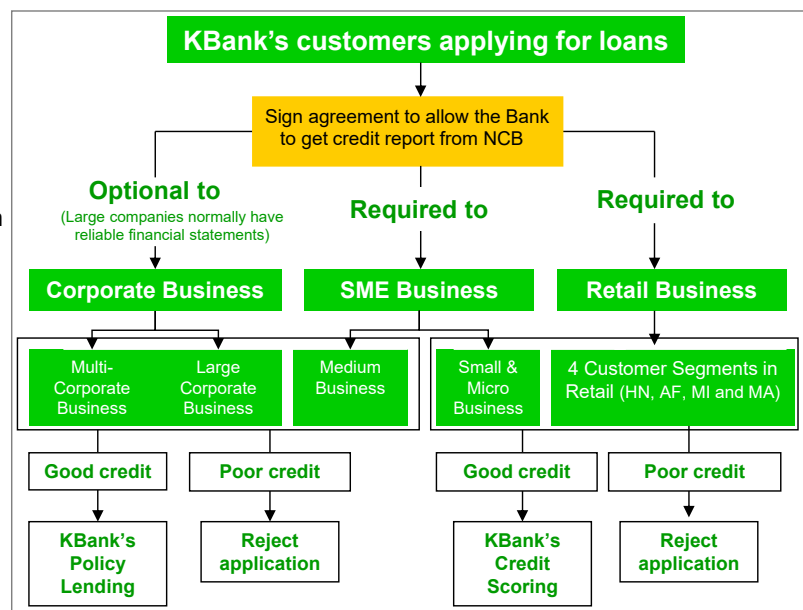 KBank's customers applying for loans
Sign agreement to allow the Bank
to get credit report from NCB
Optional to
(Large companies normally have
reliable financial statements)
Required to
Required to
n
Corporate Business
SME Business
Retail Business
Multi-
Corporate
Business
Large
Corporate
Business
Medium
Business
Small &
Micro
Business
4 Customer Segments in
Retail (HN, AF, MI and MA)
Good credit
Poor credit
Good credit
Poor credit
KBank's
Policy
Lending
Reject
application
KBank's
Credit
Scoring
Reject
application